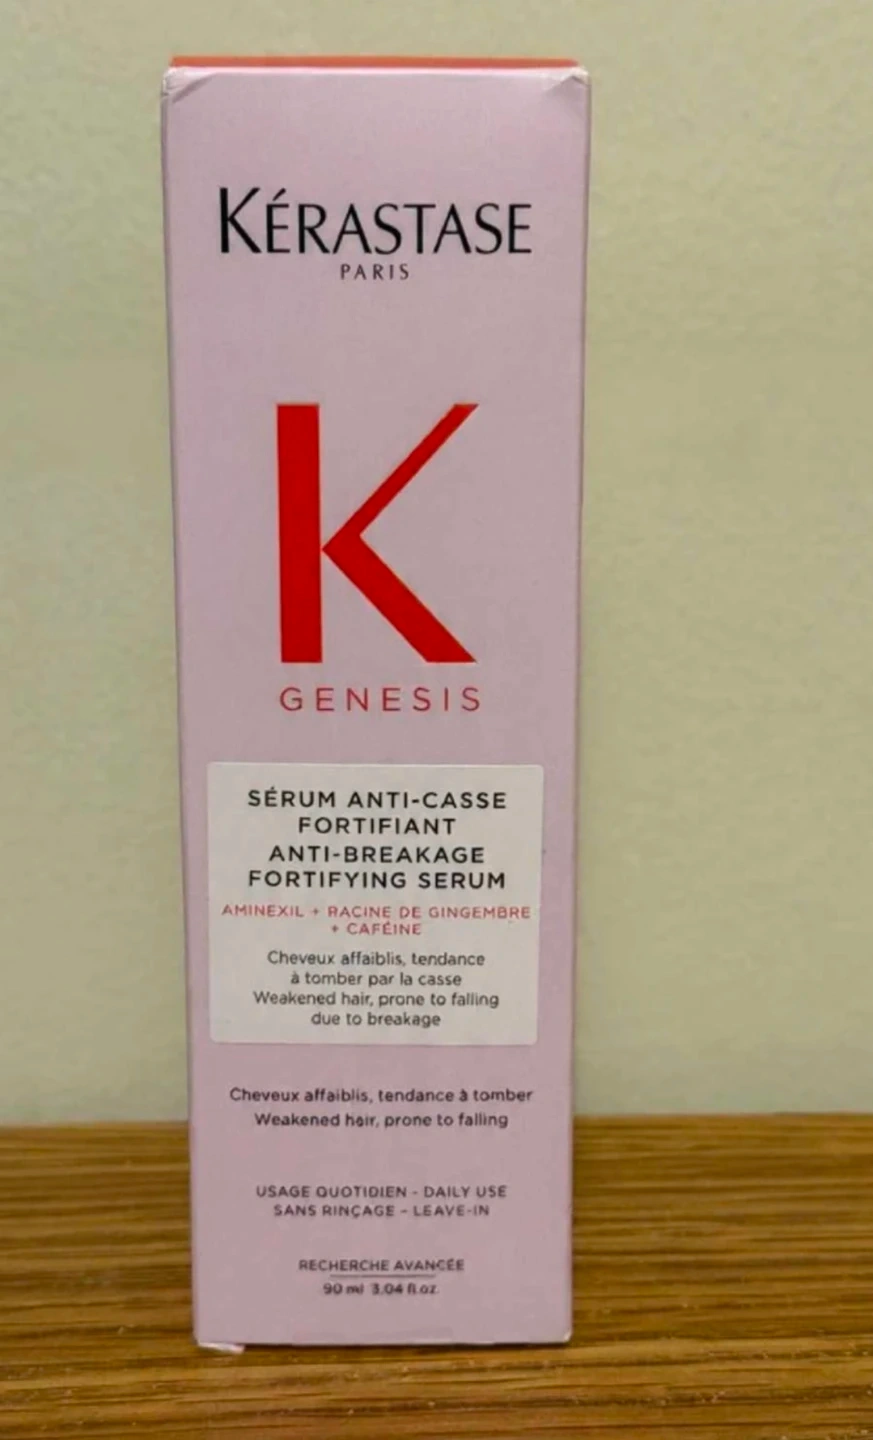 KÉRASTASE
PARIS
K
GENESIS
SÉRUM ANTI-CASSE
FORTIFIANT
ANTI-BREAKAGE
FORTIFYING SERUM
AMINEXIL + RACINE DE GINGEMBRE
+ CAFÉINE
Cheveux affaiblis, tendance
à tomber par la casse
Weakened hair, prone to falling
due to breakage
Cheveux affaiblis, tendance à tomber
Weakened hair, prone to falling
USAGE QUOTIDIEN - DAILY USE
SANS RINÇAGE - LEAVE-IN
RECHERCHE AVANCÉE
90 ml 3.04 fl.oz.